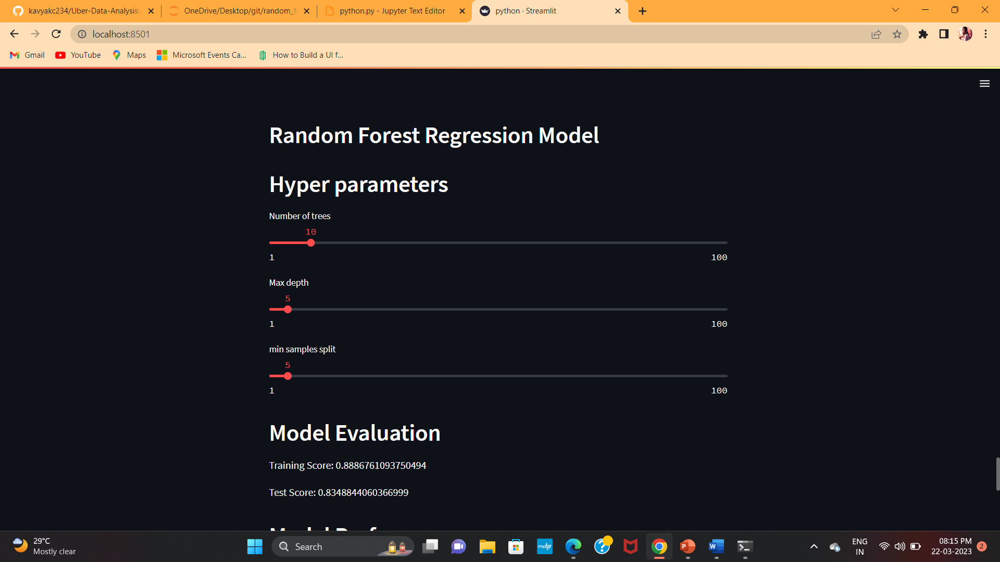 kavyakc234/Uber-Data-Analysis:
OneDrive/Desktop/git/random_f
python.py - Jupyter Text Editor
python · Streamlit
localhost:8501
Gmail
YouTube
Maps
Microsoft Events Ca...
How to Build a UI f...
Random Forest Regression Model
Hyper parameters
Number of trees
10
1 100
Max depth
5
1 100
min samples split
5
1 100
Model Evaluation
Training Score: 0.8886761093750494
Test Score: 0.8348844060366999
29°C
Mostly clear
Search
myhp
ENG
IN
08:15 PM
22-03-2023
2